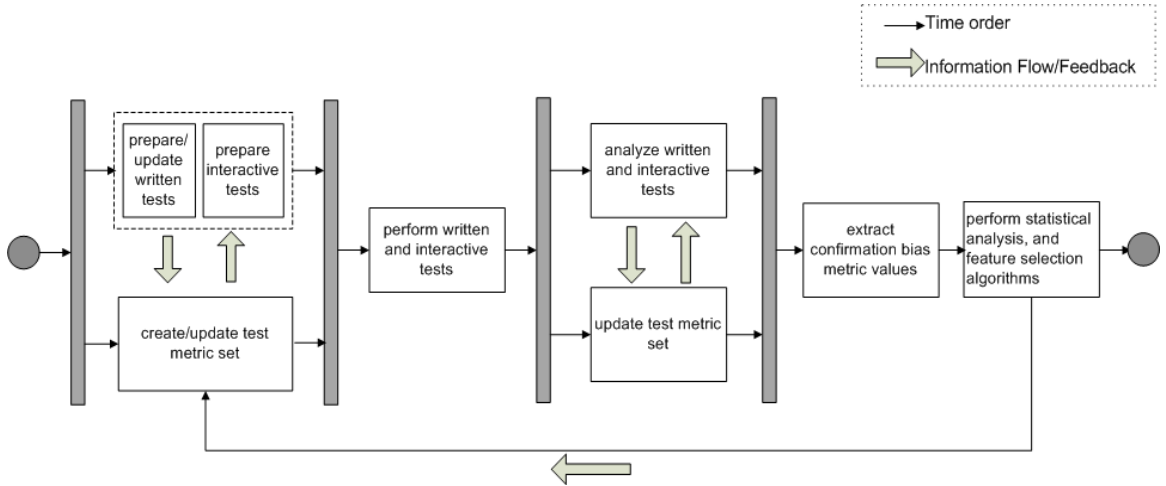 Time order
Information Flow/Feedback
prepare/
update
written
tests
prepare
interactive
tests
create/update test
metric set
perform written
and interactive
tests
analyze written
and interactive
tests
update test metric
set
extract
confirmation bias
metric values
perform statistical
analysis, and
feature selection
algorithms